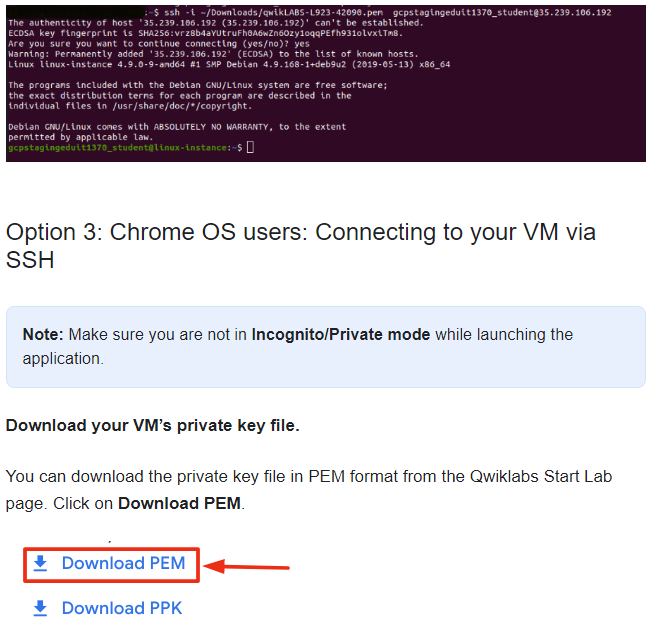 :~$ ssh -i ~/Downloads/qwikLABS-L923-42090.pem gcpstagingeduit1370_student@35.239.106.192
The authenticity of host '35.239.106.192 (35.239.106.192)' can't be established.
ECDSA key fingerprint is SHA256:vrz8b4aYUtruFh0A6wZn6Ozy1oqqPEfh931olvxiTm8.
Are you sure you want to continue connecting (yes/no)? yes
Warning: Permanently added '35.239.106.192' (ECDSA) to the list of known hosts.
Linux linux-instance 4.9.0-9-amd64 #1 SMP Debian 4.9.168-1+deb9u2 (2019-05-13) x86_64
The programs included with the Debian GNU/Linux system are free software;
the exact distribution terms for each program are described in the
individual files in /usr/share/doc/*/copyright.
Debian GNU/Linux comes with ABSOLUTELY NO WARRANTY, to the extent
permitted by applicable law.
gcpstagingeduit1370_student@linux-instance:~$
Option 3: Chrome OS users: Connecting to your VM via
SSH
Note: Make sure you are not in Incognito/Private mode while launching the
application.
Download your VM’s private key file.
You can download the private key file in PEM format from the Qwiklabs Start Lab
page. Click on Download PEM.
Download PEM
Download PPK